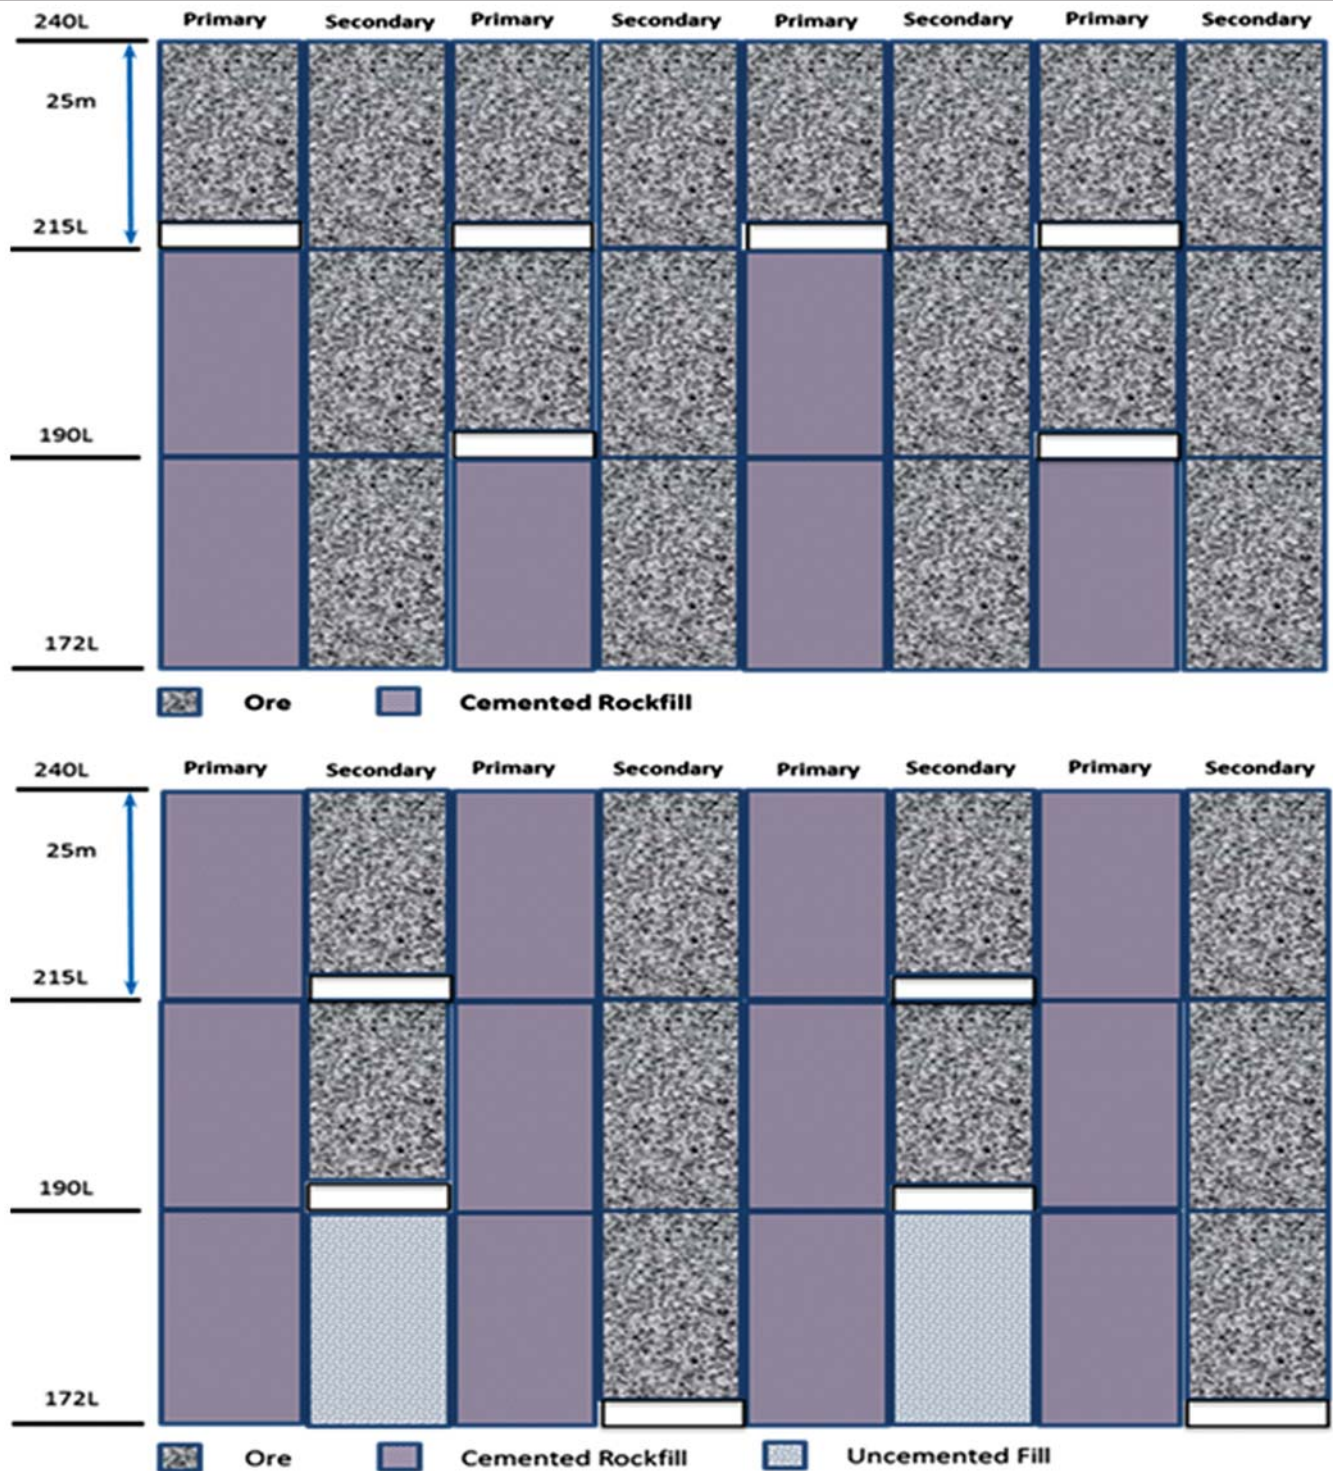 240L Primary Secondary Primary Secondary Primary Secondary Primary Secondary
25m
215L
190L
172L
Ore Cemented Rockfill
240L Primary Secondary Primary Secondary Primary Secondary Primary Secondary
25m
215L
190L
172L
Ore Cemented Rockfill Uncemented Fill